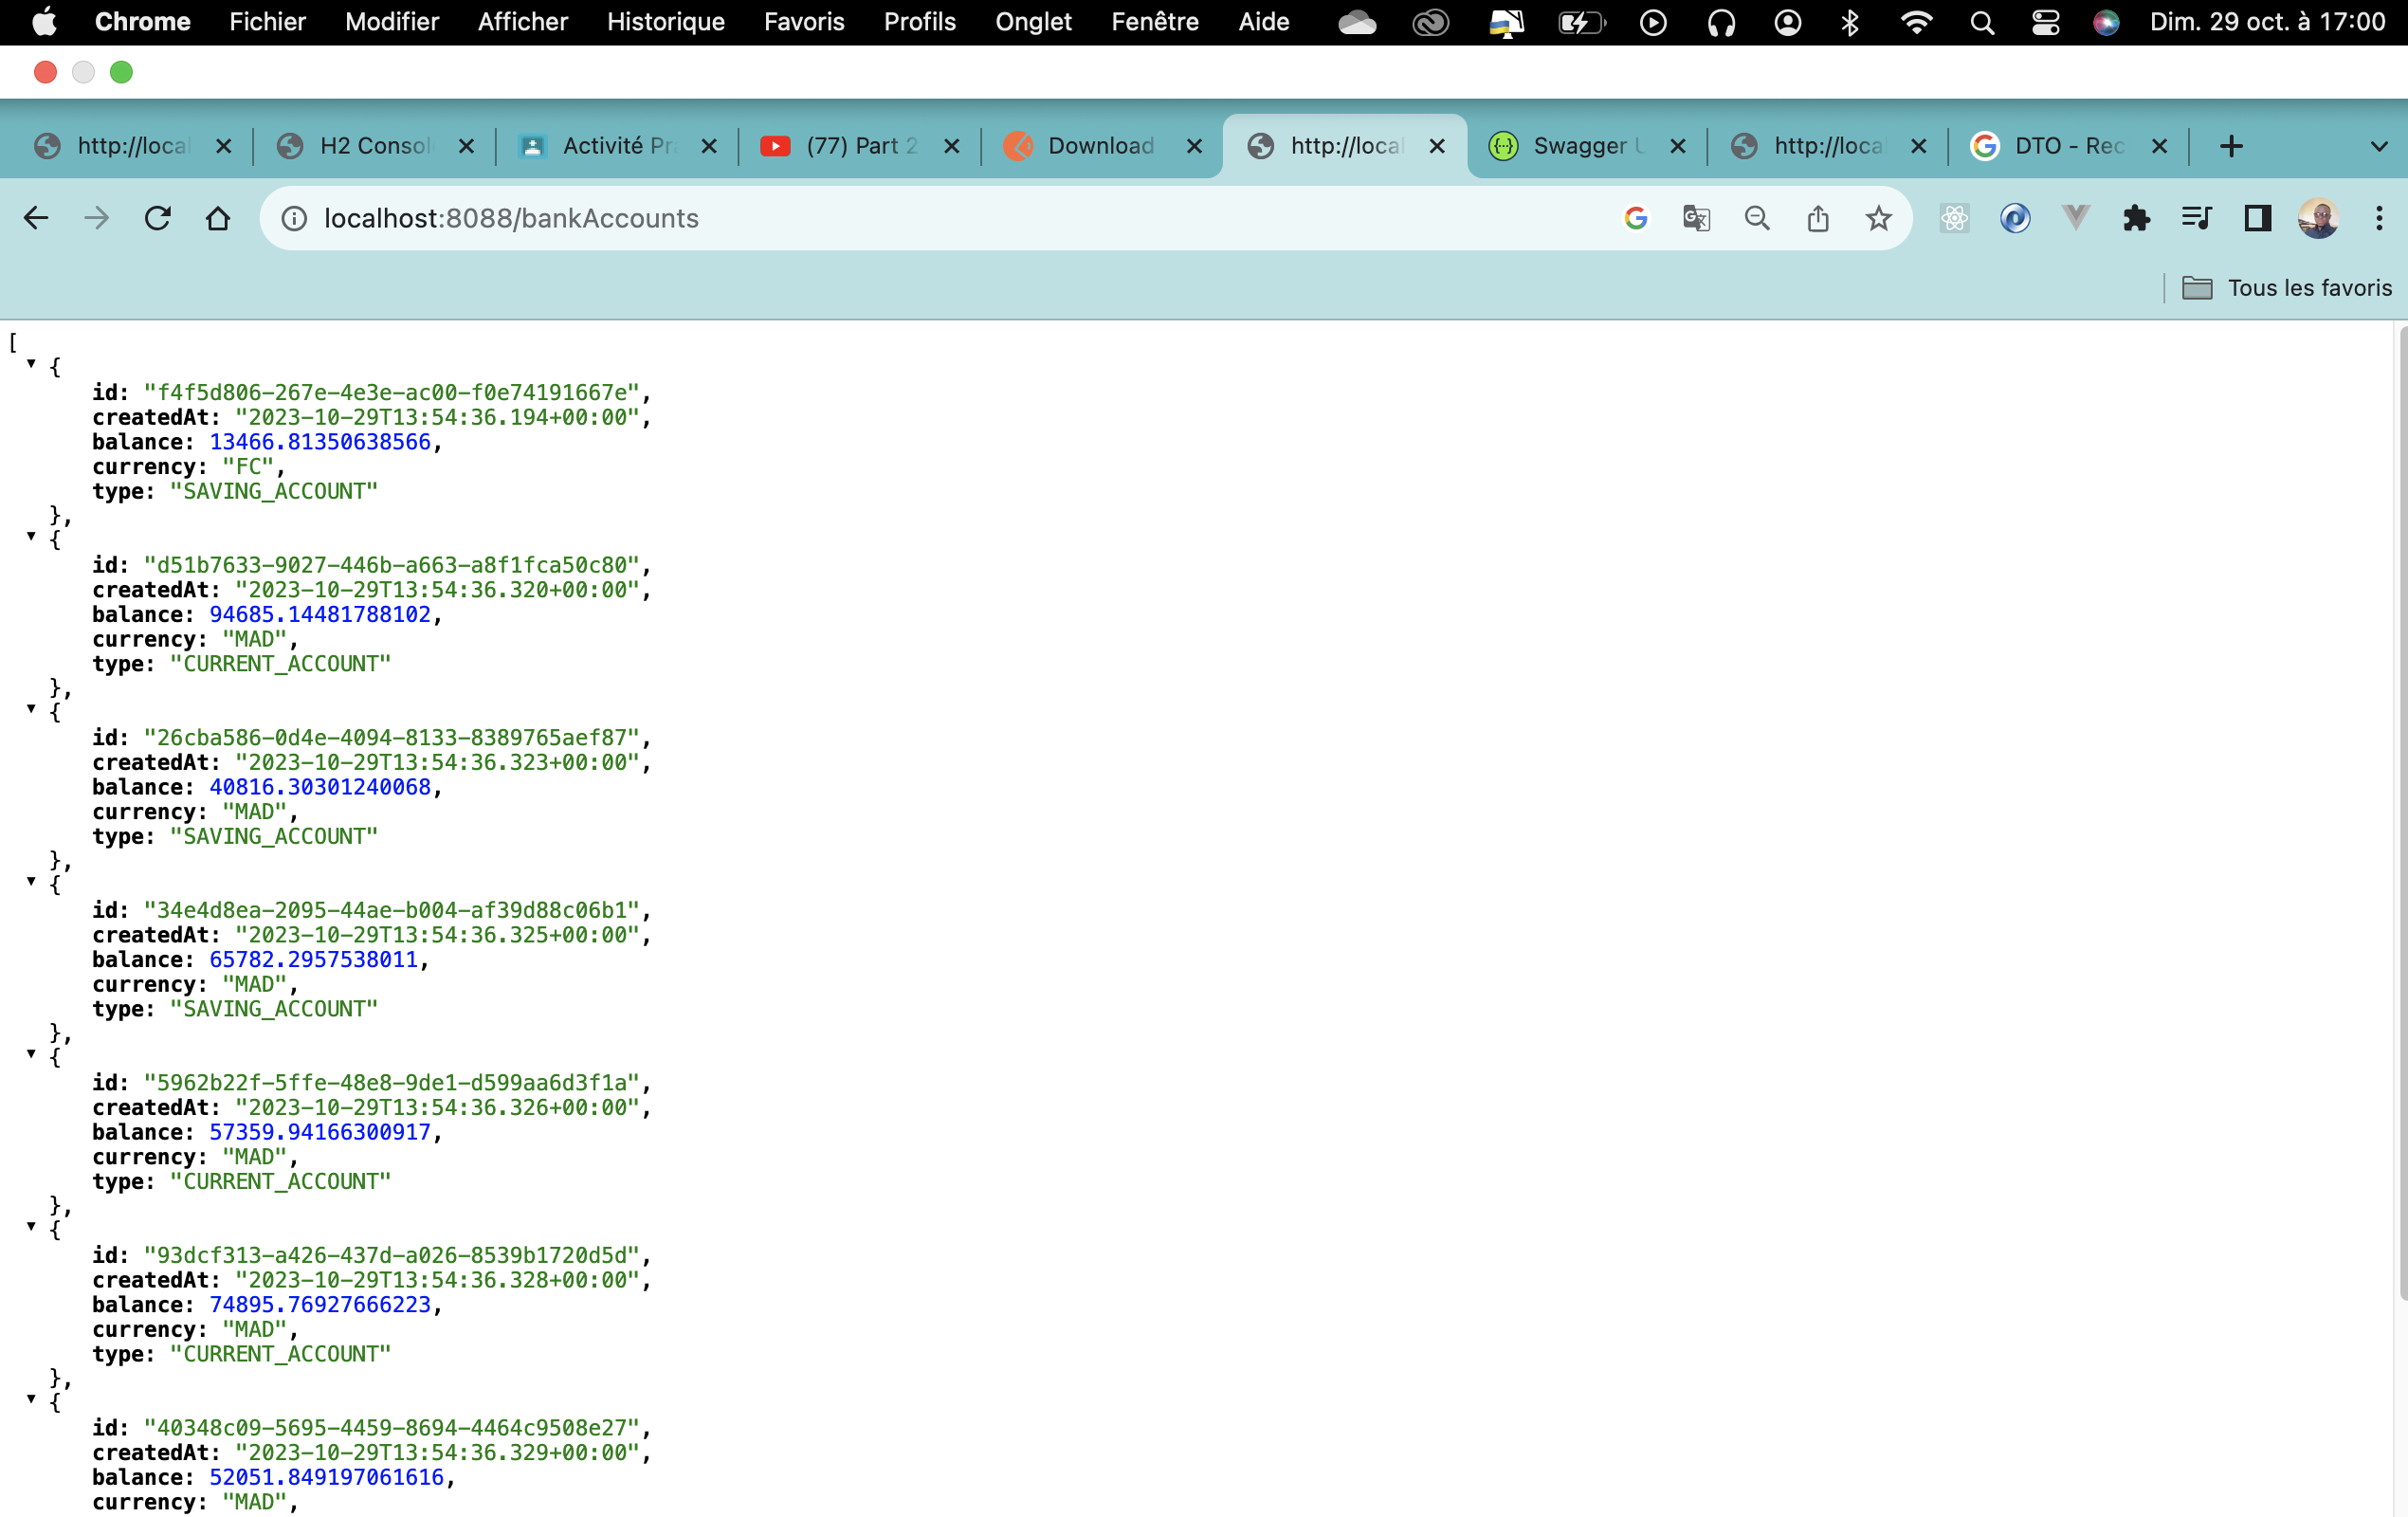 Chrome Fichier Modifier Afficher Historique Favoris Profils Onglet Fenêtre Aide Dim. 29 oct. à 17:00
http://local H2 Consol Activité Pra (77) Part 2 Download http://local Swagger U http://local DTO - Rec
localhost:8088/bankAccounts
Tous les favoris
[
{
id: "f4f5d806-267e-4e3e-ac00-f0e74191667e",
createdAt: "2023-10-29T13:54:36.194+00:00",
balance: 13466.81350638566,
currency: "FC",
type: "SAVING_ACCOUNT"
},
{
id: "d51b7633-9027-446b-a663-a8f1fca50c80",
createdAt: "2023-10-29T13:54:36.320+00:00",
balance: 94685.14481788102,
currency: "MAD",
type: "CURRENT_ACCOUNT"
},
{
id: "26cba586-0d4e-4094-8133-8389765aef87",
createdAt: "2023-10-29T13:54:36.323+00:00",
balance: 40816.30301240068,
currency: "MAD",
type: "SAVING_ACCOUNT"
},
{
id: "34e4d8ea-2095-44ae-b004-af39d88c06b1",
createdAt: "2023-10-29T13:54:36.325+00:00",
balance: 65782.2957538011,
currency: "MAD",
type: "SAVING_ACCOUNT"
},
{
id: "5962b22f-5ffe-48e8-9de1-d599aa6d3f1a",
createdAt: "2023-10-29T13:54:36.326+00:00",
balance: 57359.94166300917,
currency: "MAD",
type: "CURRENT_ACCOUNT"
},
{
id: "93dcf313-a426-437d-a026-8539b1720d5d",
createdAt: "2023-10-29T13:54:36.328+00:00",
balance: 74895.76927666223,
currency: "MAD",
type: "CURRENT_ACCOUNT"
},
{
id: "40348c09-5695-4459-8694-4464c9508e27",
createdAt: "2023-10-29T13:54:36.329+00:00",
balance: 52051.849197061616,
currency: "MAD",